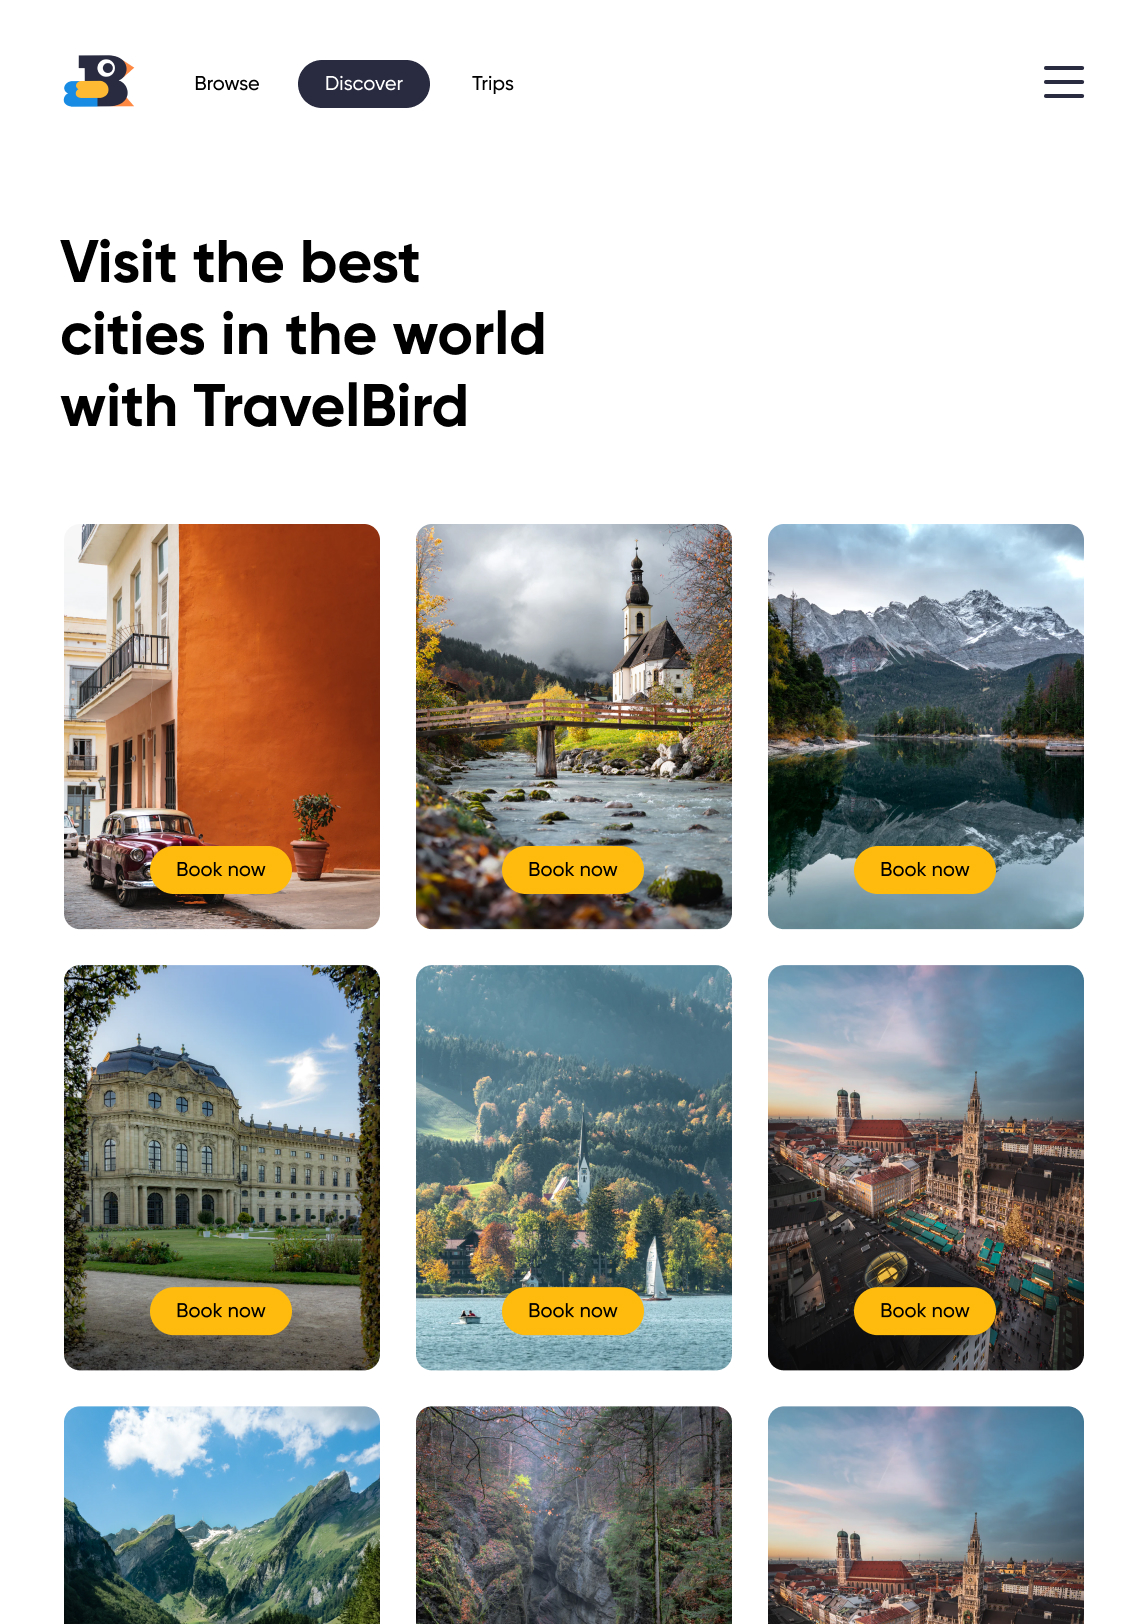 Browse
Discover
Trips
Visit the best
cities in the world
with TravelBird
Book now
Book now
Book now
Book now
Book now
Book now